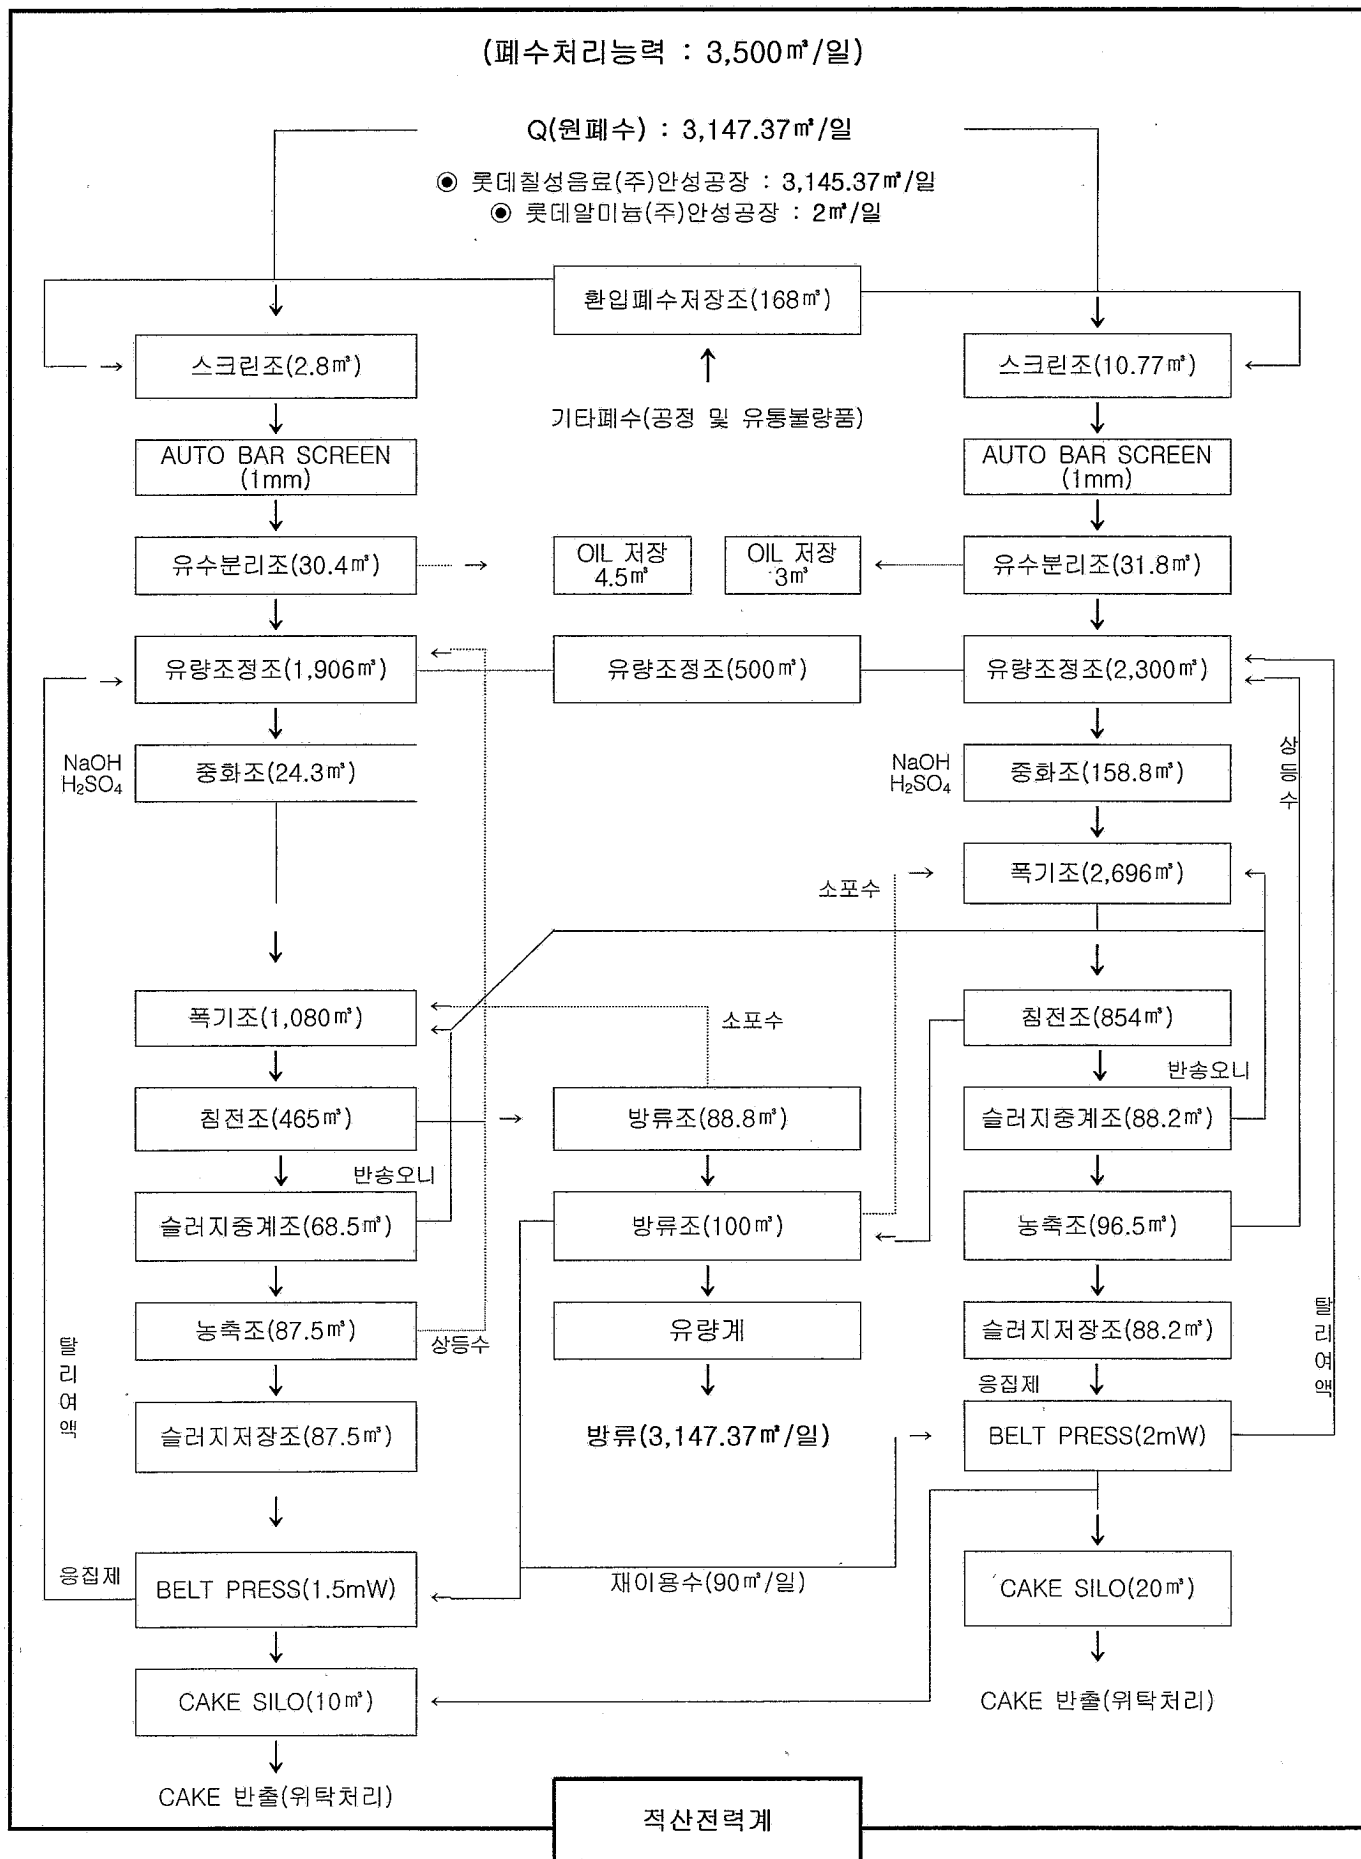 (폐수처리능력 : 3,500㎥/일)
Q(원폐수) : 3,147.37㎥/일
◉ 롯데칠성음료(주)안성공장 : 3,145.37㎥/일
◉ 롯데알미늄(주)안성공장 : 2㎥/일
환입폐수저장조(168㎥)
스크린조(2.8㎥)
스크린조(10.77㎥)
기타폐수(공정 및 유통불량품)
AUTO BAR SCREEN
(1mm)
AUTO BAR SCREEN
(1mm)
유수분리조(30.4㎥)
OIL 저장
4.5㎥
OIL 저장
3㎥
유수분리조(31.8㎥)
유량조정조(1,906㎥)
유량조정조(500㎥)
유량조정조(2,300㎥)
NaOH
H₂SO₄
중화조(24.3㎥)
NaOH
H₂SO₄
중화조(158.8㎥)
상등수
소포수
폭기조(2,696㎥)
폭기조(1,080㎥)
소포수
침전조(854㎥)
반송오니
침전조(465㎥)
방류조(88.8㎥)
슬러지중계조(88.2㎥)
반송오니
슬러지중계조(68.5㎥)
방류조(100㎥)
농축조(96.5㎥)
농축조(87.5㎥)
상등수
유량계
슬러지저장조(88.2㎥)
탈리여액
탈리여액
응집제
슬러지저장조(87.5㎥)
방류(3,147.37㎥/일)
BELT PRESS(2mW)
응집제
BELT PRESS(1.5mW)
재이용수(90㎥/일)
CAKE SILO(20㎥)
CAKE SILO(10㎥)
CAKE 반출(위탁처리)
CAKE 반출(위탁처리)
적산전력계